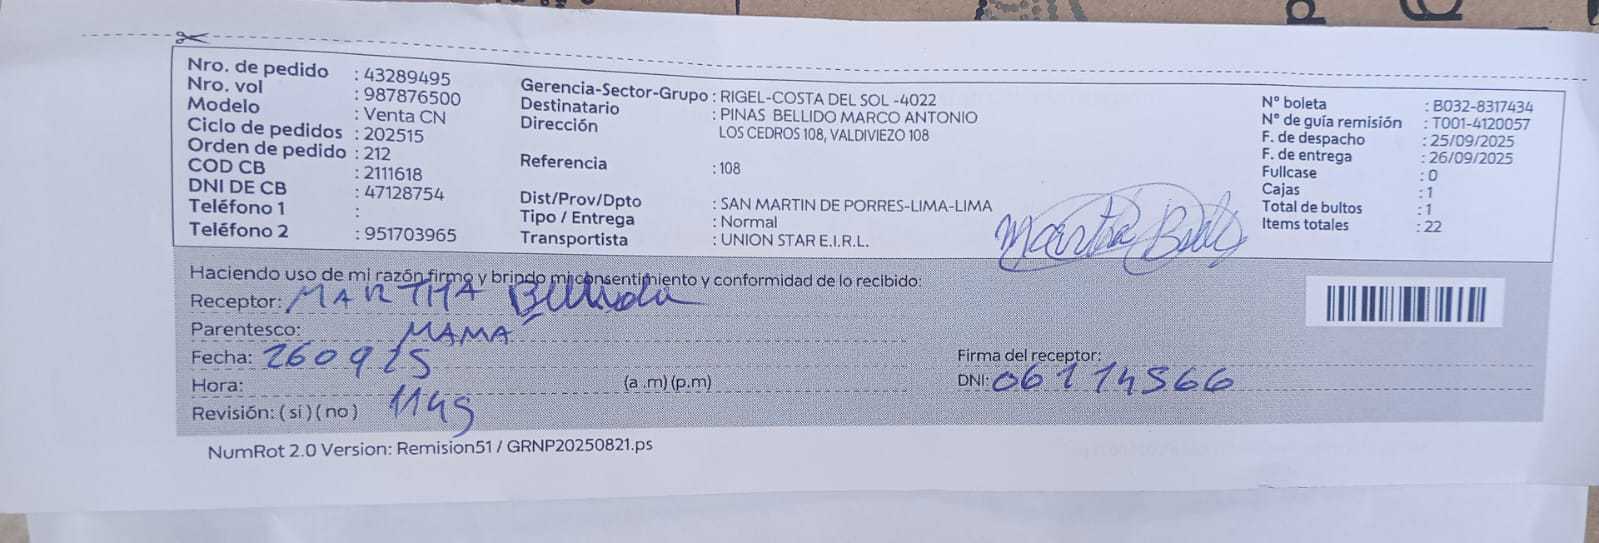 Nro. de pedido : 43289495
Nro. vol : 987876500
Modelo : Venta CN
Ciclo de pedidos : 202515
Orden de pedido : 212
COD CB : 2111618
DNI DE CB : 47128754
Teléfono 1 :
Teléfono 2 : 951703965
Gerencia-Sector-Grupo : RIGEL-COSTA DEL SOL -4022
Destinatario : PINAS BELLIDO MARCO ANTONIO
Dirección LOS CEDROS 108, VALDIVIEZO 108
Referencia : 108
Dist/Prov/Dpto : SAN MARTIN DE PORRES-LIMA-LIMA
Tipo / Entrega : Normal
Transportista : UNION STAR E.I.R.L.
N° boleta : B032-8317434
N° de guía remisión : T001-4120057
F. de despacho : 25/09/2025
F. de entrega : 26/09/2025
Fullcase : 0
Cajas : 1
Total de bultos : 1
Items totales : 22
Haciendo uso de mi razón firmo y brindo mi consentimiento y conformidad de lo recibido:
Receptor: MARTHA Bellido
Parentesco: MAMÁ
Fecha: 26 09 25
Hora: (a .m) (p.m)
Revisión: ( si ) ( no ) 1145
Firma del receptor:
DNI: 06114566
NumRot 2.0 Version: Remision51 / GRNP20250821.ps